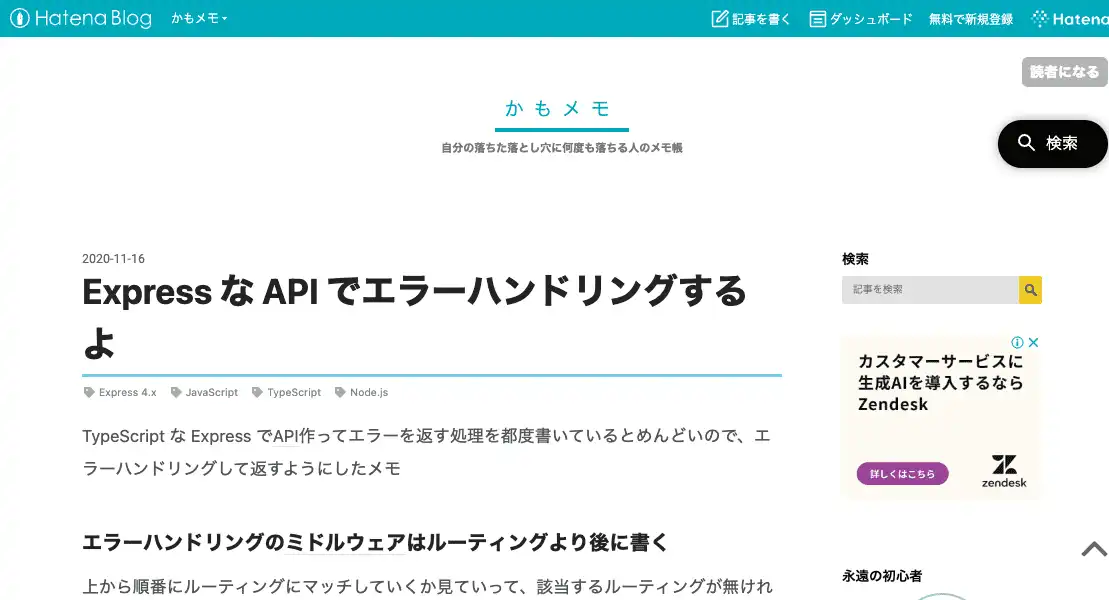 Hatena Blog
かもメモ
記事を書く
ダッシュボード
無料で新規登録
Hatena
読者になる
かもメモ
自分の落ちた落とし穴に何度も落ちる人のメモ帳
検索
2020-11-16
Express な API でエラーハンドリングする
よ
Express 4.x
JavaScript
TypeScript
Node.js
TypeScript な Express でAPI作ってエラーを返す処理を都度書いているとめんどいので、エ
ラーハンドリングして返すようにしたメモ
エラーハンドリングのミドルウェアはルーティングより後に書く
上から順番にルーティングにマッチしていくか見ていって、該当するルーティングが無けれ
検索
記事を検索
カスタマーサービスに
生成AIを導入するなら
Zendesk
詳しくはこちら
zendesk
永遠の初心者